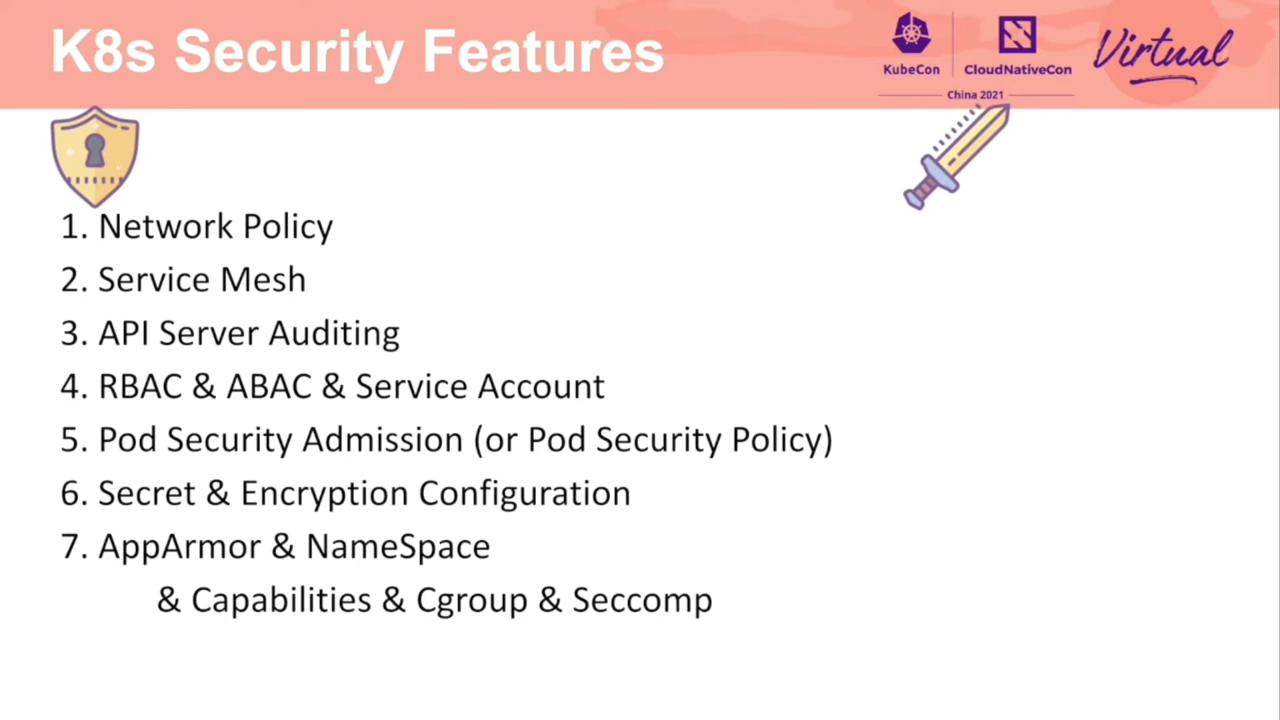 K8s Security Features
KubeCon
CloudNativeCon
Virtual
China 2021
1. Network Policy
2. Service Mesh
3. API Server Auditing
4. RBAC & ABAC & Service Account
5. Pod Security Admission (or Pod Security Policy)
6. Secret & Encryption Configuration
7. AppArmor & NameSpace
& Capabilities & Cgroup & Seccomp